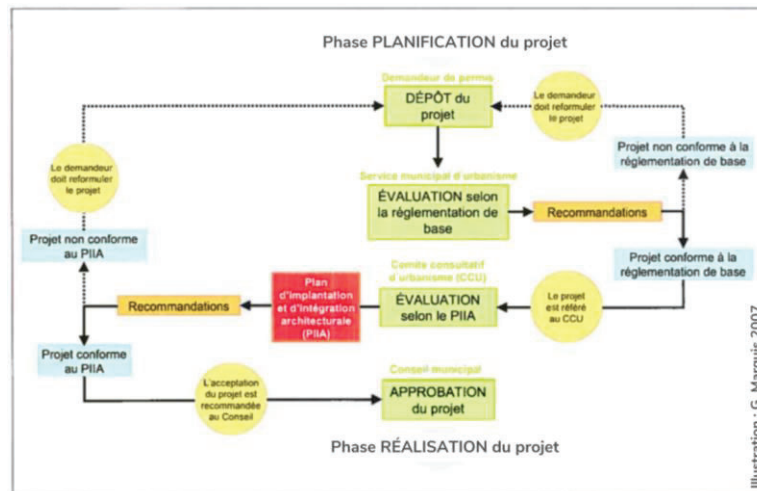 Phase PLANIFICATION du projet
Demandeur de permis
DÉPÔT du
projet
Le demandeur
doit reformuler
le projet
Projet non conforme à la
réglementation de base
Le demandeur
doit reformuler
le projet
Service municipal d'urbanisme
ÉVALUATION selon
la réglementation de
base
Recommandations
Projet non conforme
au PIIA
Projet conforme à la
réglementation de base
Comité consultatif
d'urbanisme (CCU)
ÉVALUATION
selon le PIIA
Le projet
est référé
au CCU
Plan
d'implantation
et d'intégration
architecturale
(PIIA)
Recommandations
Projet conforme
au PIIA
L'acceptation
du projet est
recommandée
au Conseil
Conseil municipal
APPROBATION
du projet
Phase RÉALISATION du projet
Illustration : G. Marquis 2007